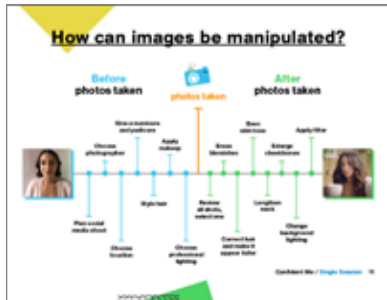 How can images be manipulated?
Before
photos taken
photos taken
After
photos taken
Give a manicure
and pedicure
Choose
photographer
Apply
makeup
Erase
blemishes
Even
skin tone
Enlarge
cheekbones
Apply filter
Plan social
media shoot
Choose
location
Style hair
Choose
professional
lighting
Review
all shots,
select one
Correct hair
and make it
appear fuller
Lengthen
neck
Change
background
lighting
Confident Me / Single Session